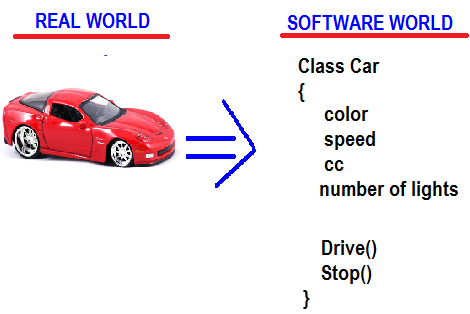 REAL WORLD
SOFTWARE WORLD
Class Car
{
color
speed
cc
number of lights
Drive()
Stop()
}